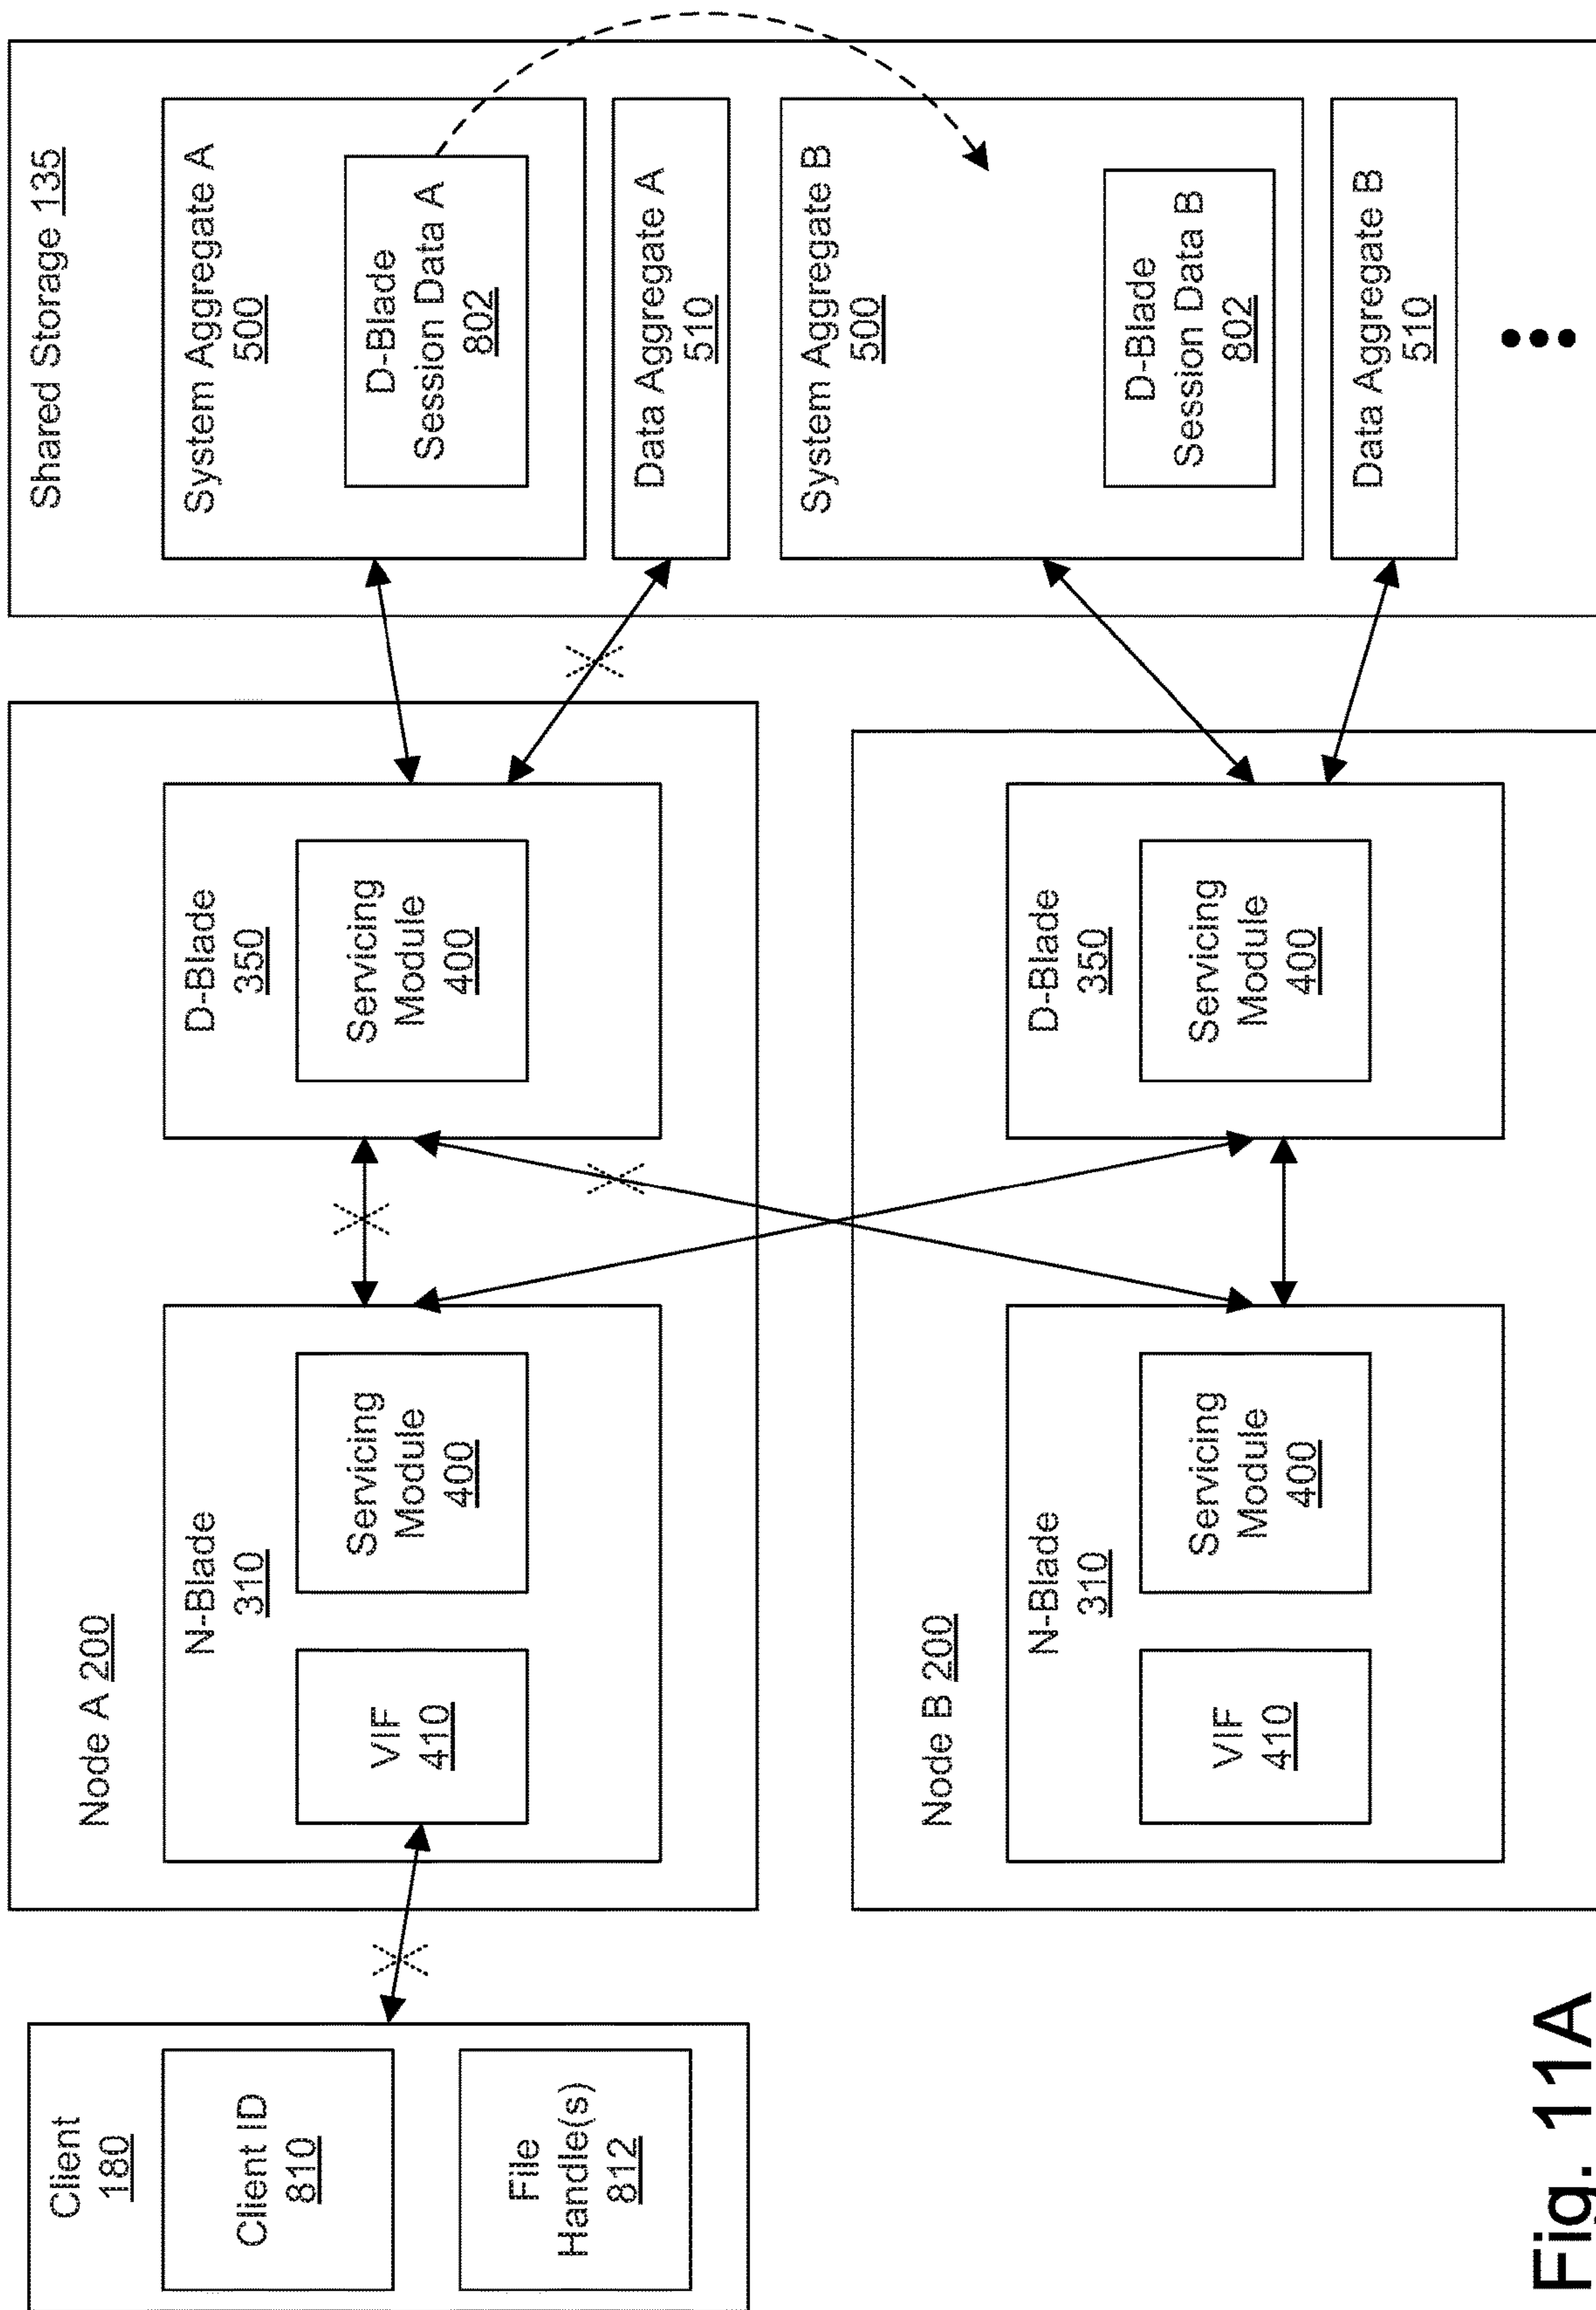 Client
180
Client ID
810
File
Handle(s)
812
Node A 200
N-Blade
310
VIF
410
Servicing
Module
400
D-Blade
350
Servicing
Module
400
Node B 200
N-Blade
310
VIF
410
Servicing
Module
400
D-Blade
350
Servicing
Module
400
Shared Storage 135
System Aggregate A
500
D-Blade
Session Data A
802
Data Aggregate A
510
System Aggregate B
500
D-Blade
Session Data B
802
Data Aggregate B
510
Fig. 11A